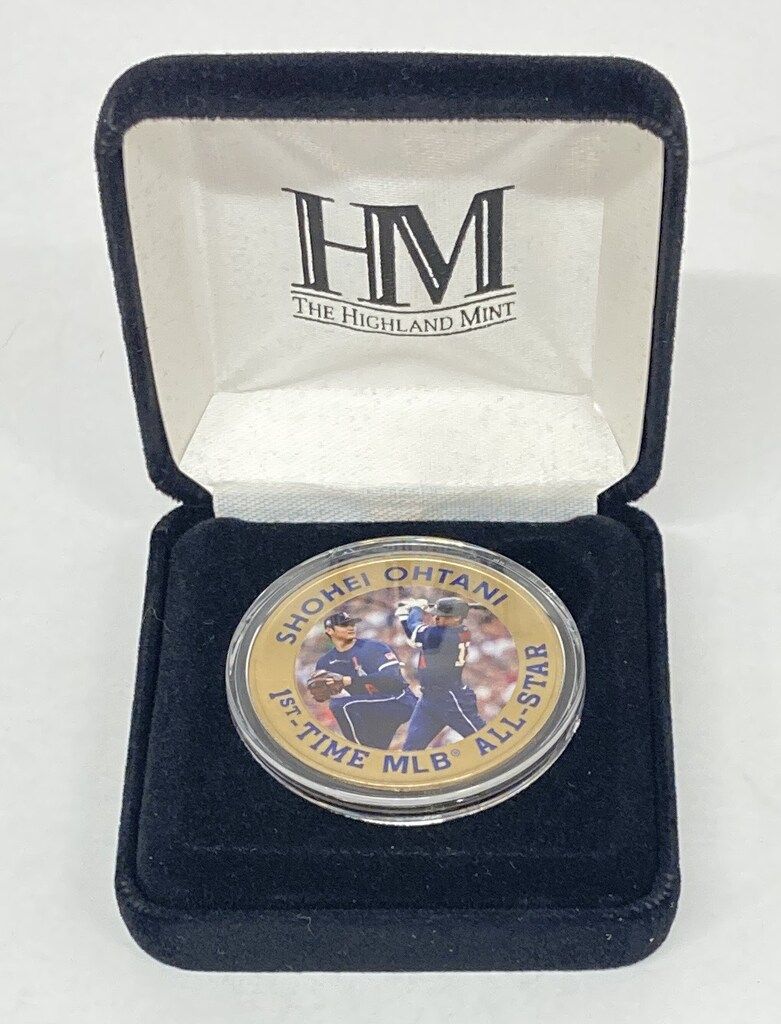 HM
THE HIGHLAND MINT
SHOHEI OHTANI
1ST-TIME MLB® ALL-STAR